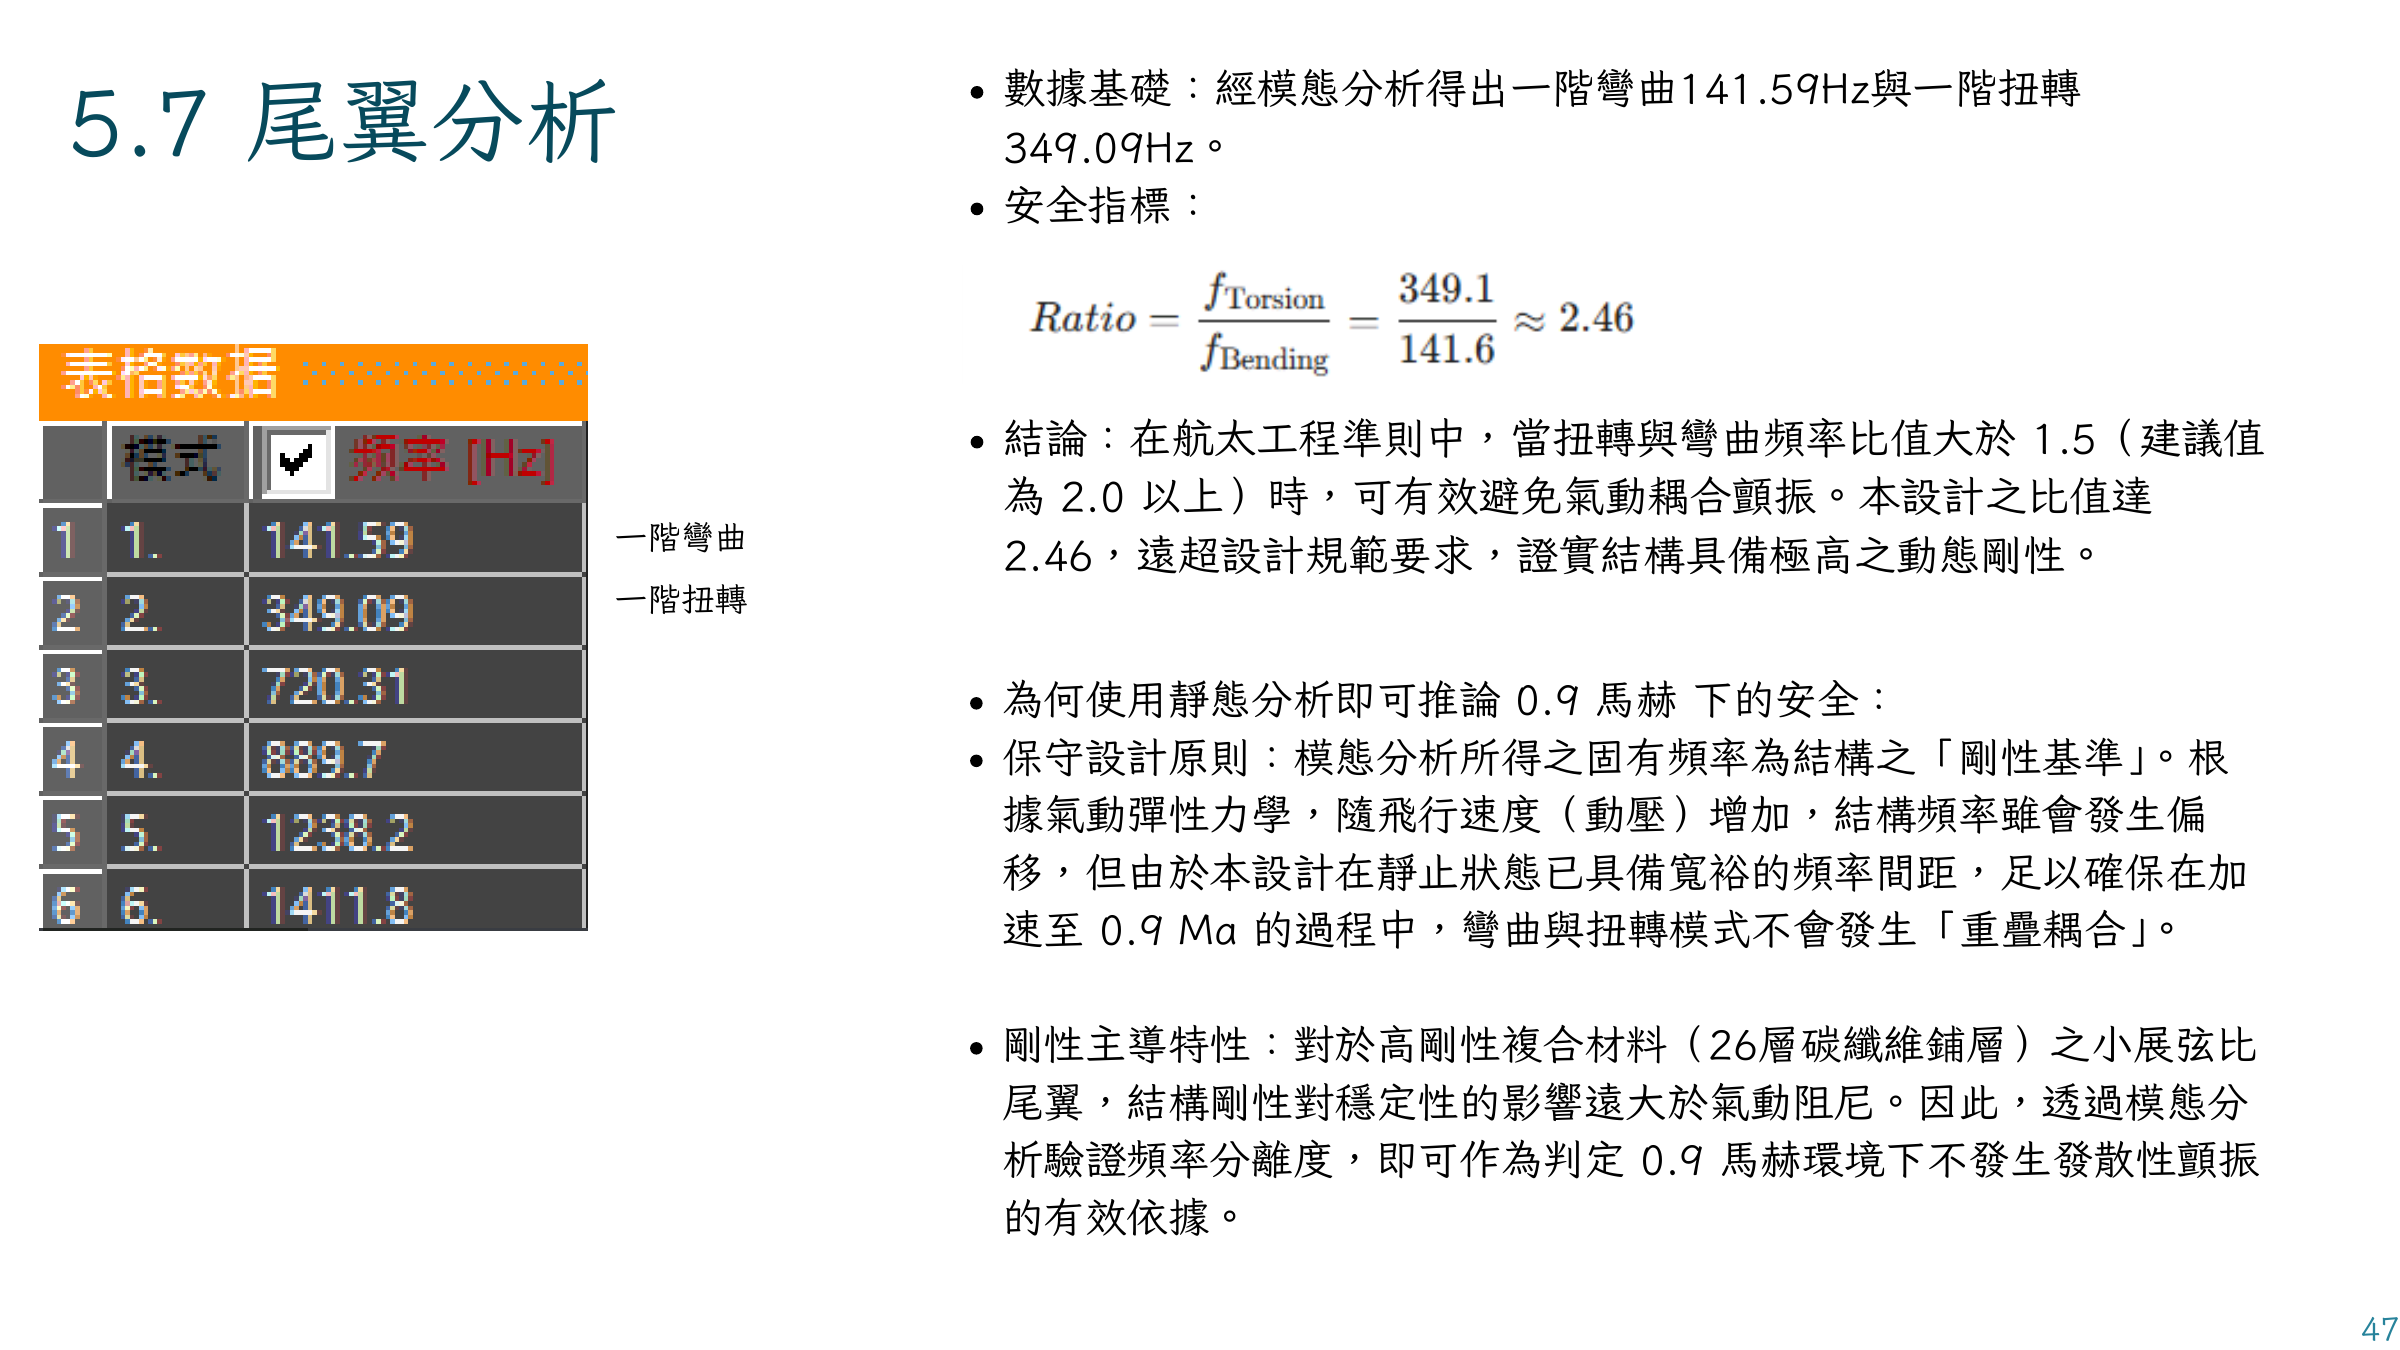 5.7 尾翼分析
表格数据
模式 頻率 [Hz]
1 1. 141.59
2 2. 349.09
3 3. 720.31
4 4. 889.7
5 5. 1238.2
6 6. 1411.8
一階彎曲
一階扭轉
• 數據基礎：經模態分析得出一階彎曲141.59Hz與一階扭轉
349.09Hz。
• 安全指標：
Ratio = f_Torsion / f_Bending = 349.1 / 141.6 ≈ 2.46
• 結論：在航太工程準則中，當扭轉與彎曲頻率比值大於 1.5（建議值
為 2.0 以上）時，可有效避免氣動耦合顫振。本設計之比值達
2.46，遠超設計規範要求，證實結構具備極高之動態剛性。
• 為何使用靜態分析即可推論 0.9 馬赫 下的安全：
• 保守設計原則：模態分析所得之固有頻率為結構之「剛性基準」。根
據氣動彈性力學，隨飛行速度（動壓）增加，結構頻率雖會發生偏
移，但由於本設計在靜止狀態已具備寬裕的頻率間距，足以確保在加
速至 0.9 Ma 的過程中，彎曲與扭轉模式不會發生「重疊耦合」。
• 剛性主導特性：對於高剛性複合材料（26層碳纖維鋪層）之小展弦比
尾翼，結構剛性對穩定性的影響遠大於氣動阻尼。因此，透過模態分
析驗證頻率分離度，即可作為判定 0.9 馬赫環境下不發生發散性顫振
的有效依據。
47